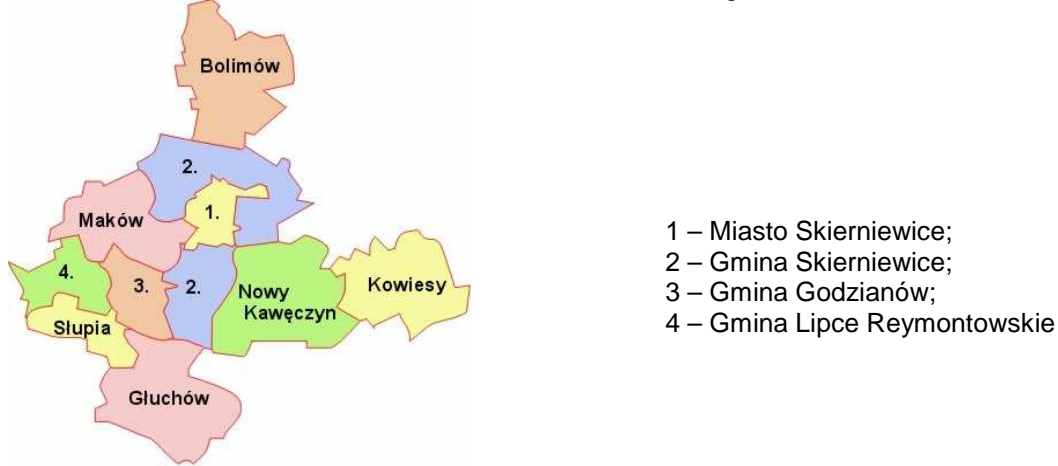 Bolimów
2.
1.
Maków
4.
3.
2.
Nowy
Kawęczyn
Kowiesy
Słupia
Głuchów
1 – Miasto Skierniewice;
2 – Gmina Skierniewice;
3 – Gmina Godzianów;
4 – Gmina Lipce Reymontowskie